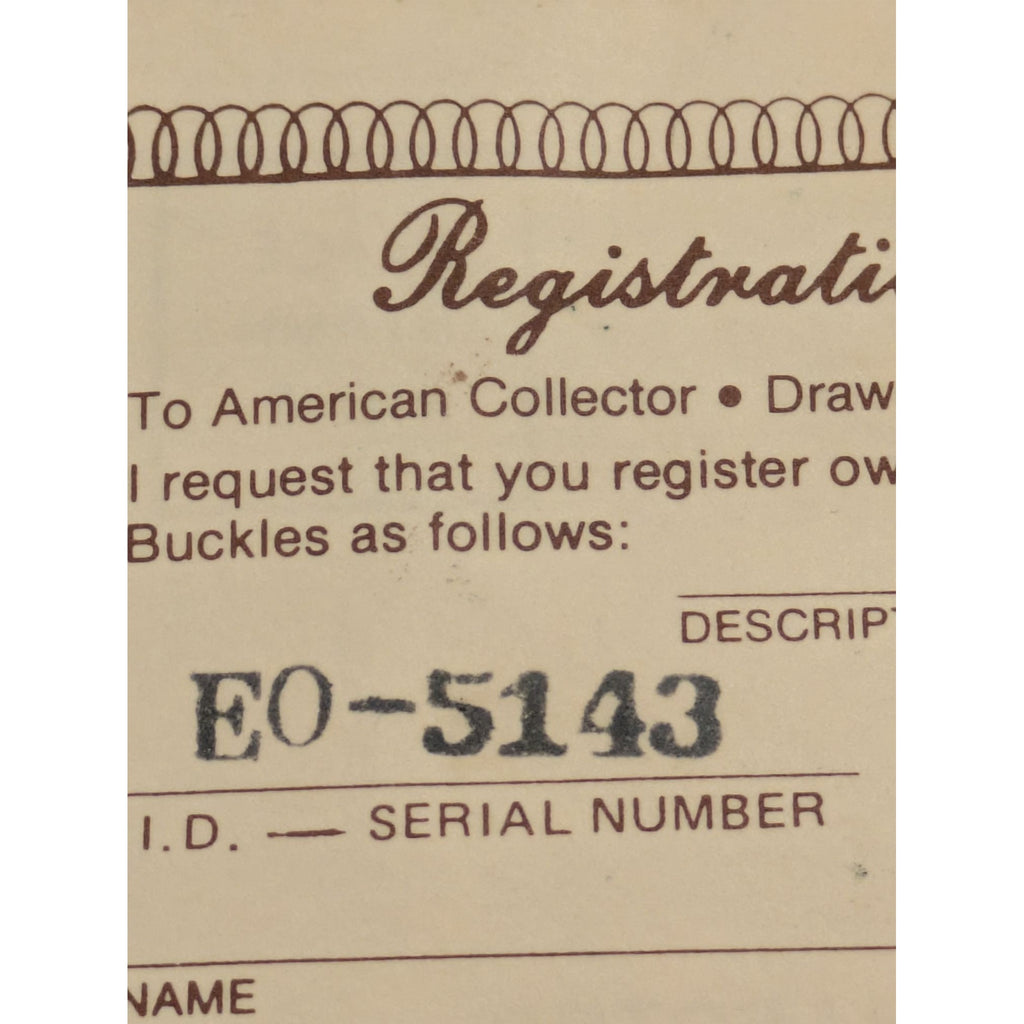 Registrati
To American Collector • Draw
I request that you register ow
Buckles as follows:
DESCRIPT
EO-5143
I.D. — SERIAL NUMBER
NAME